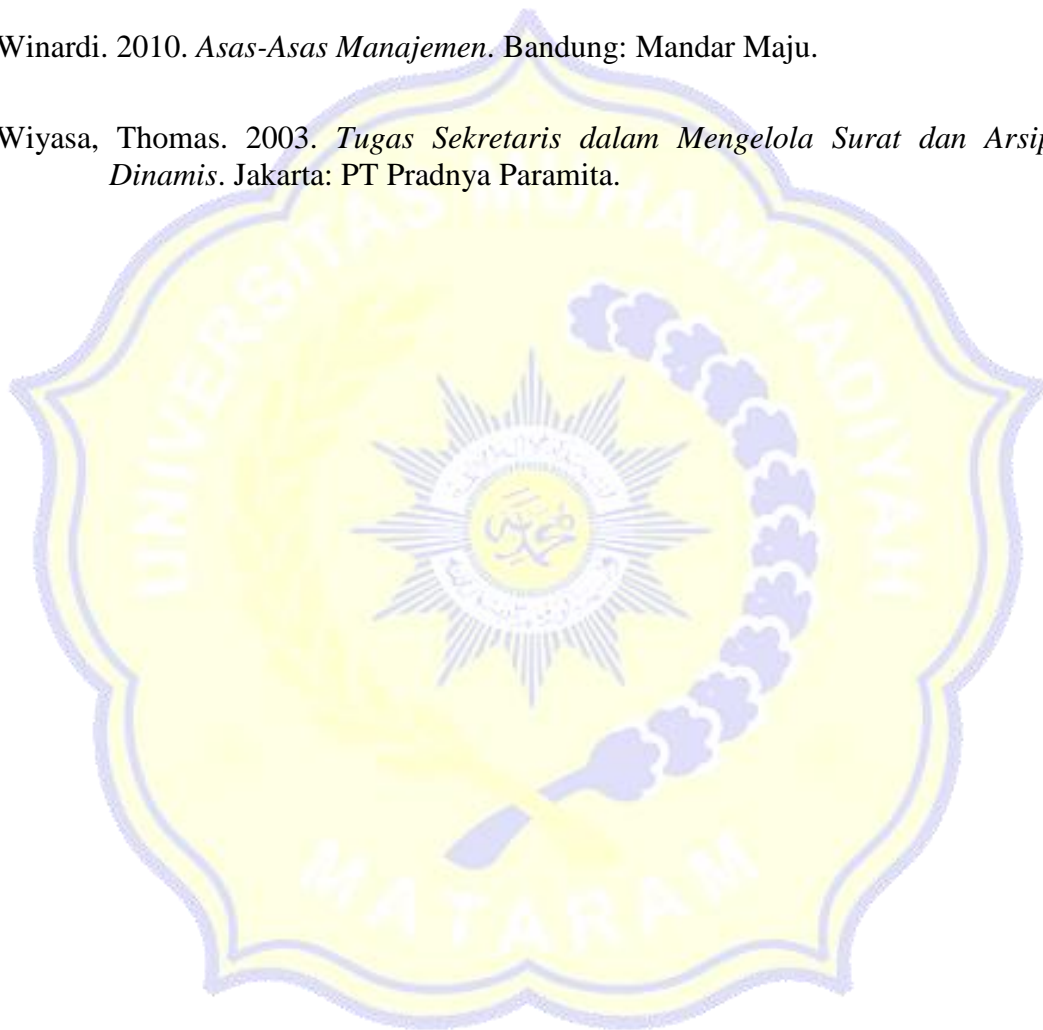 Winardi. 2010. Asas-Asas Manajemen. Bandung: Mandar Maju.
Wiyasa, Thomas. 2003. Tugas Sekretaris dalam Mengelola Surat dan Arsip
Dinamis. Jakarta: PT Pradnya Paramita.
UNIVERSITAS MUHAMMADIYAH
MATARAM